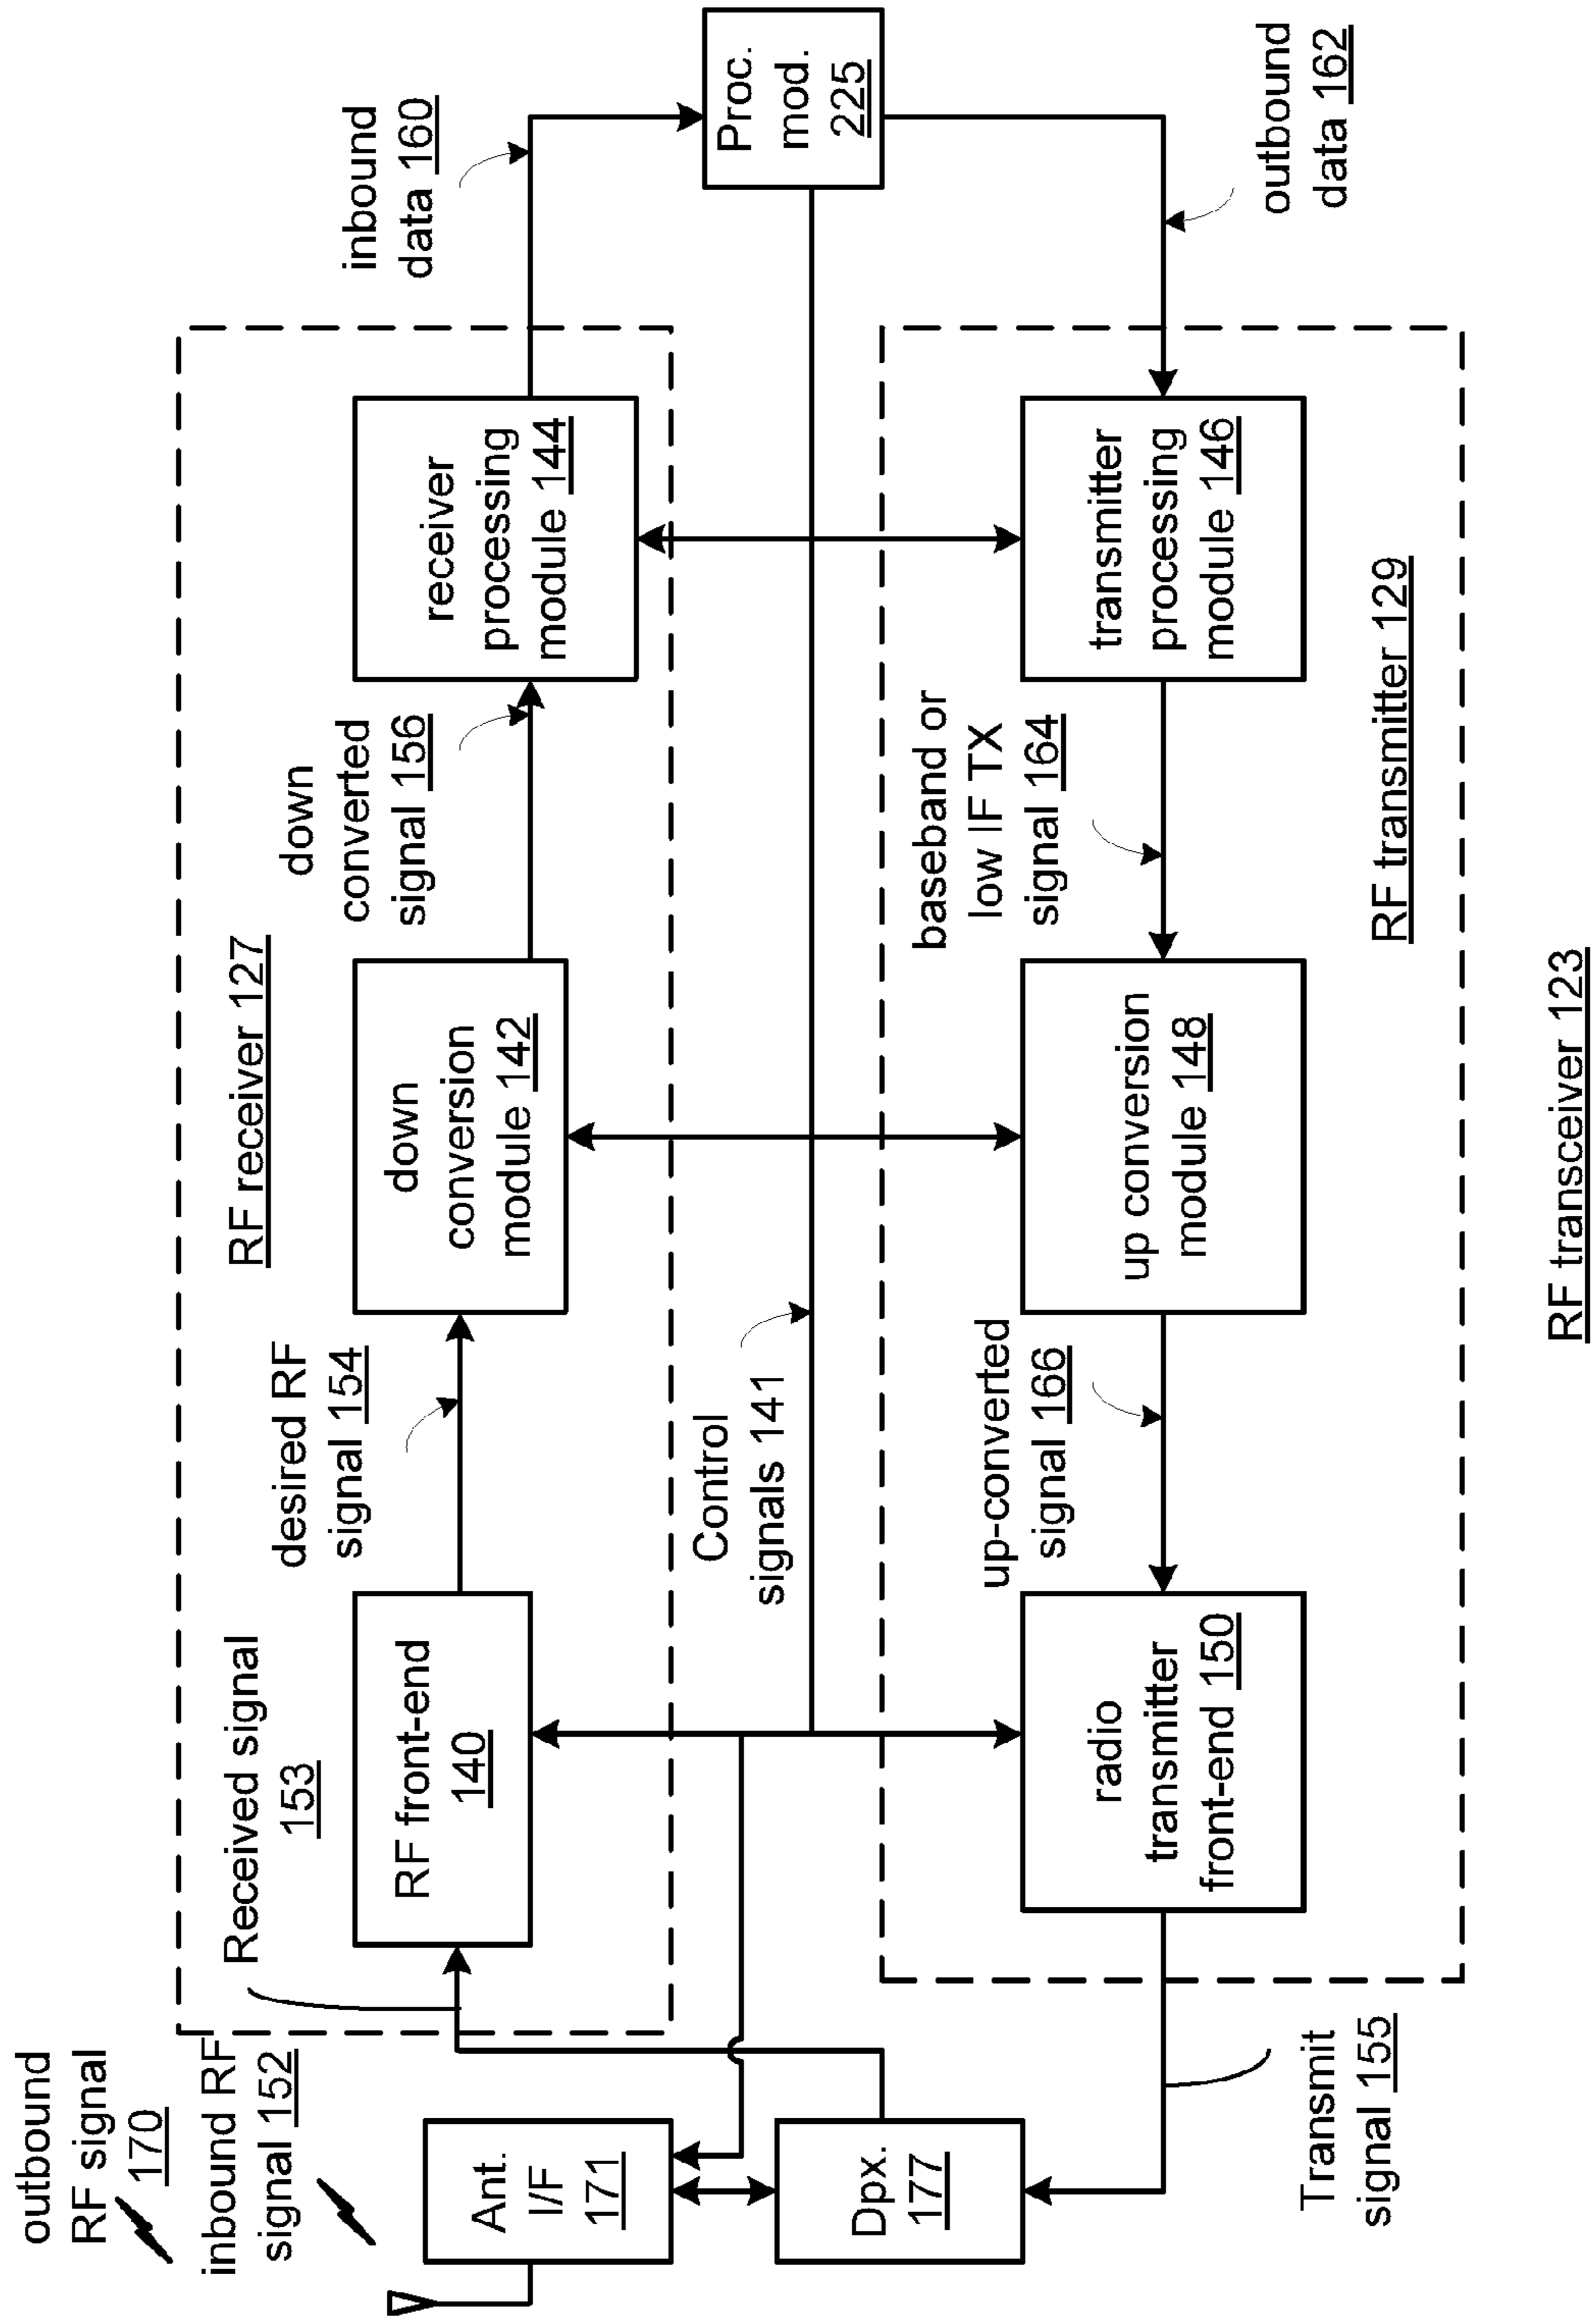 outbound
RF signal
170
inbound RF
signal 152
Ant.
I/F
171
Dpx.
177
Transmit
signal 155
Received signal
153
RF front-end
140
desired RF
signal 154
RF receiver 127
down
conversion
module 142
down
converted
signal 156
receiver
processing
module 144
inbound
data 160
Proc.
mod.
225
Control
signals 141
outbound
data 162
transmitter
processing
module 146
baseband or
low IF TX
signal 164
up conversion
module 148
up-converted
signal 166
radio
transmitter
front-end 150
RF transmitter 129
RF transceiver 123